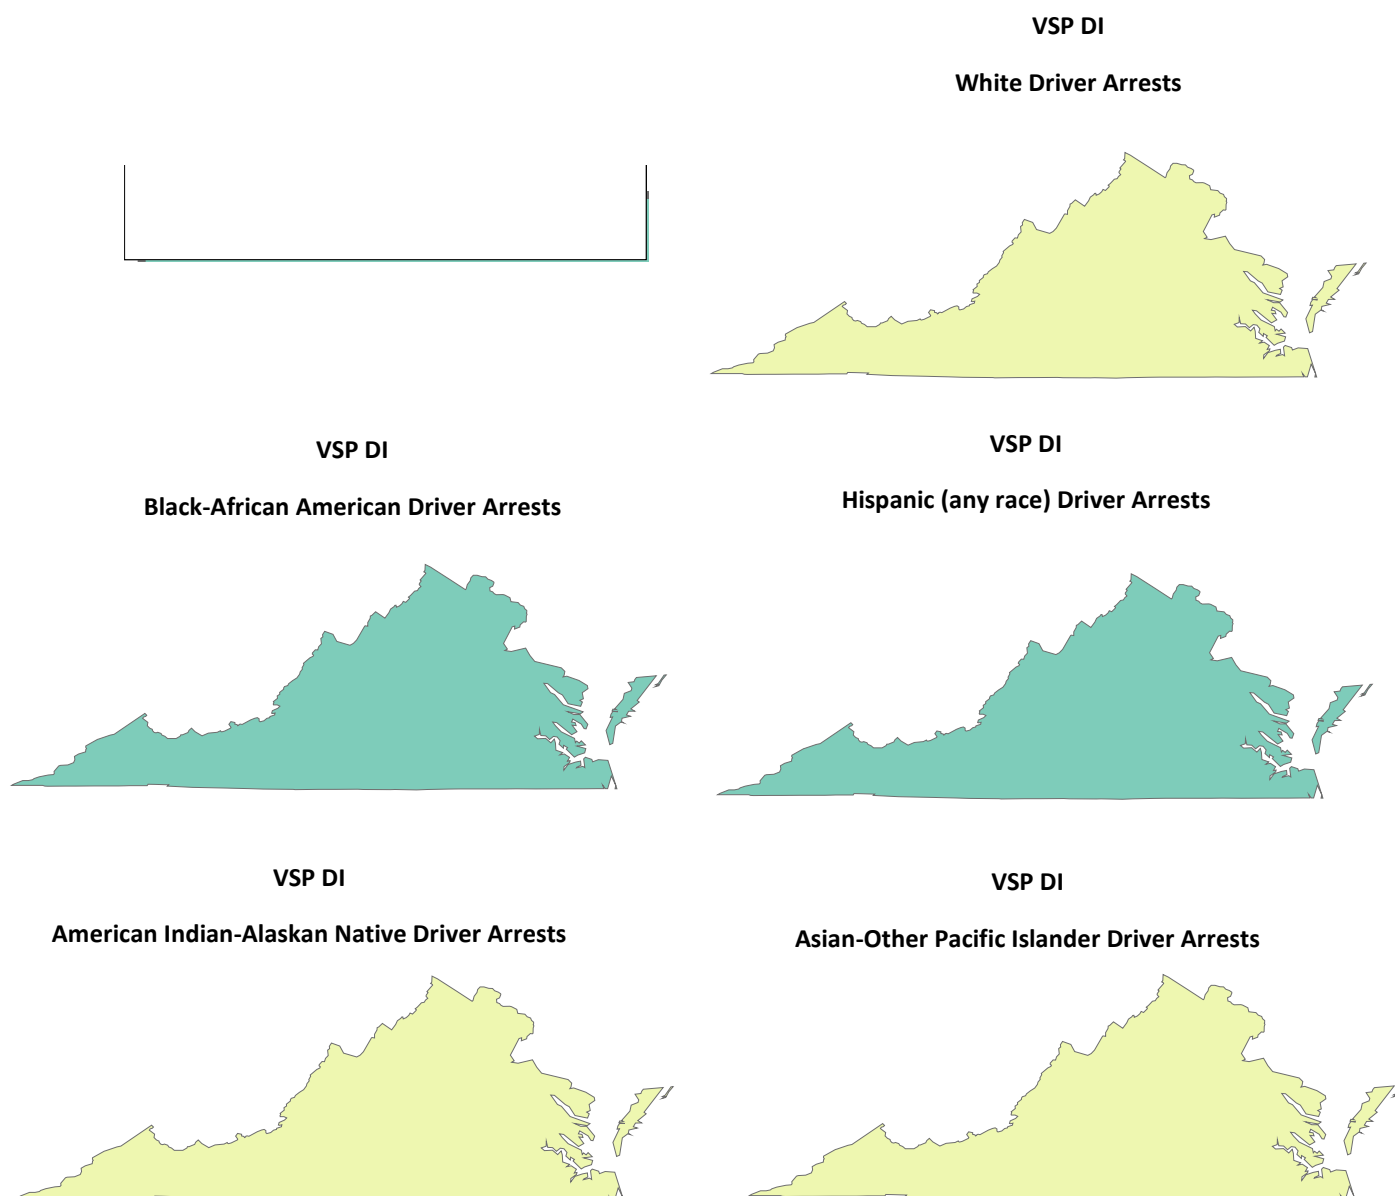 VSP DI
White Driver Arrests
VSP DI
Black-African American Driver Arrests
VSP DI
Hispanic (any race) Driver Arrests
VSP DI
American Indian-Alaskan Native Driver Arrests
VSP DI
Asian-Other Pacific Islander Driver Arrests